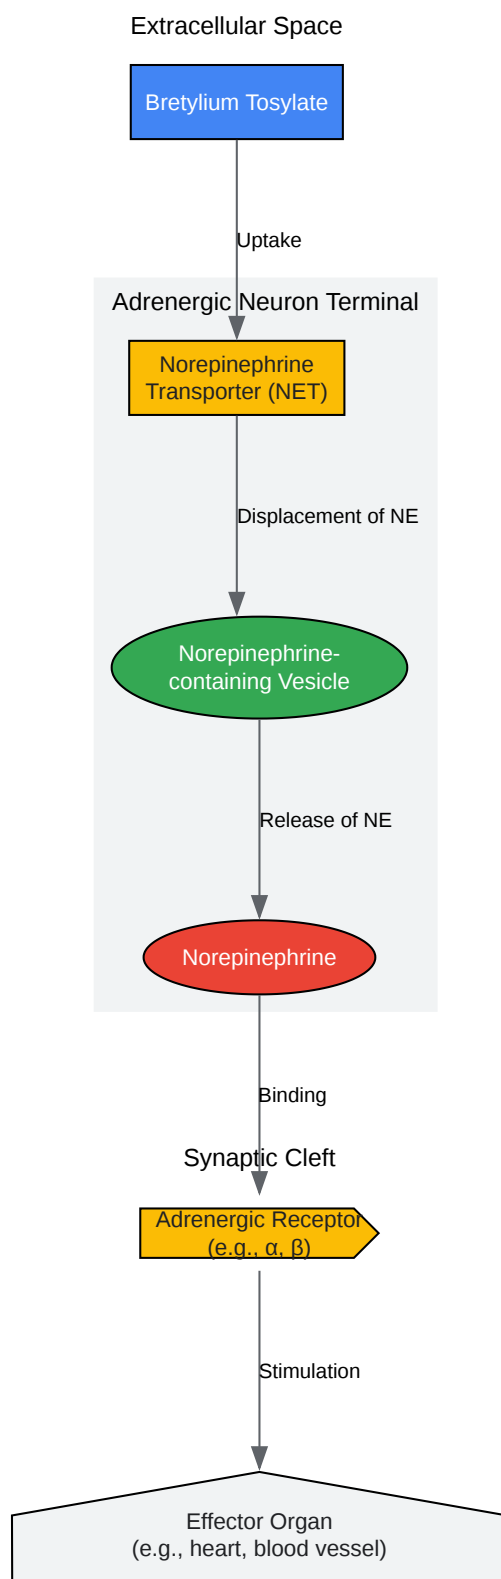 Extracellular Space
Bretylium Tosylate
Uptake
Adrenergic Neuron Terminal
Norepinephrine
Transporter (NET)
Displacement of NE
Norepinephrine-
containing Vesicle
Release of NE
Norepinephrine
Binding
Synaptic Cleft
Adrenergic Receptor
(e.g., α, β)
Stimulation
Effector Organ
(e.g., heart, blood vessel)